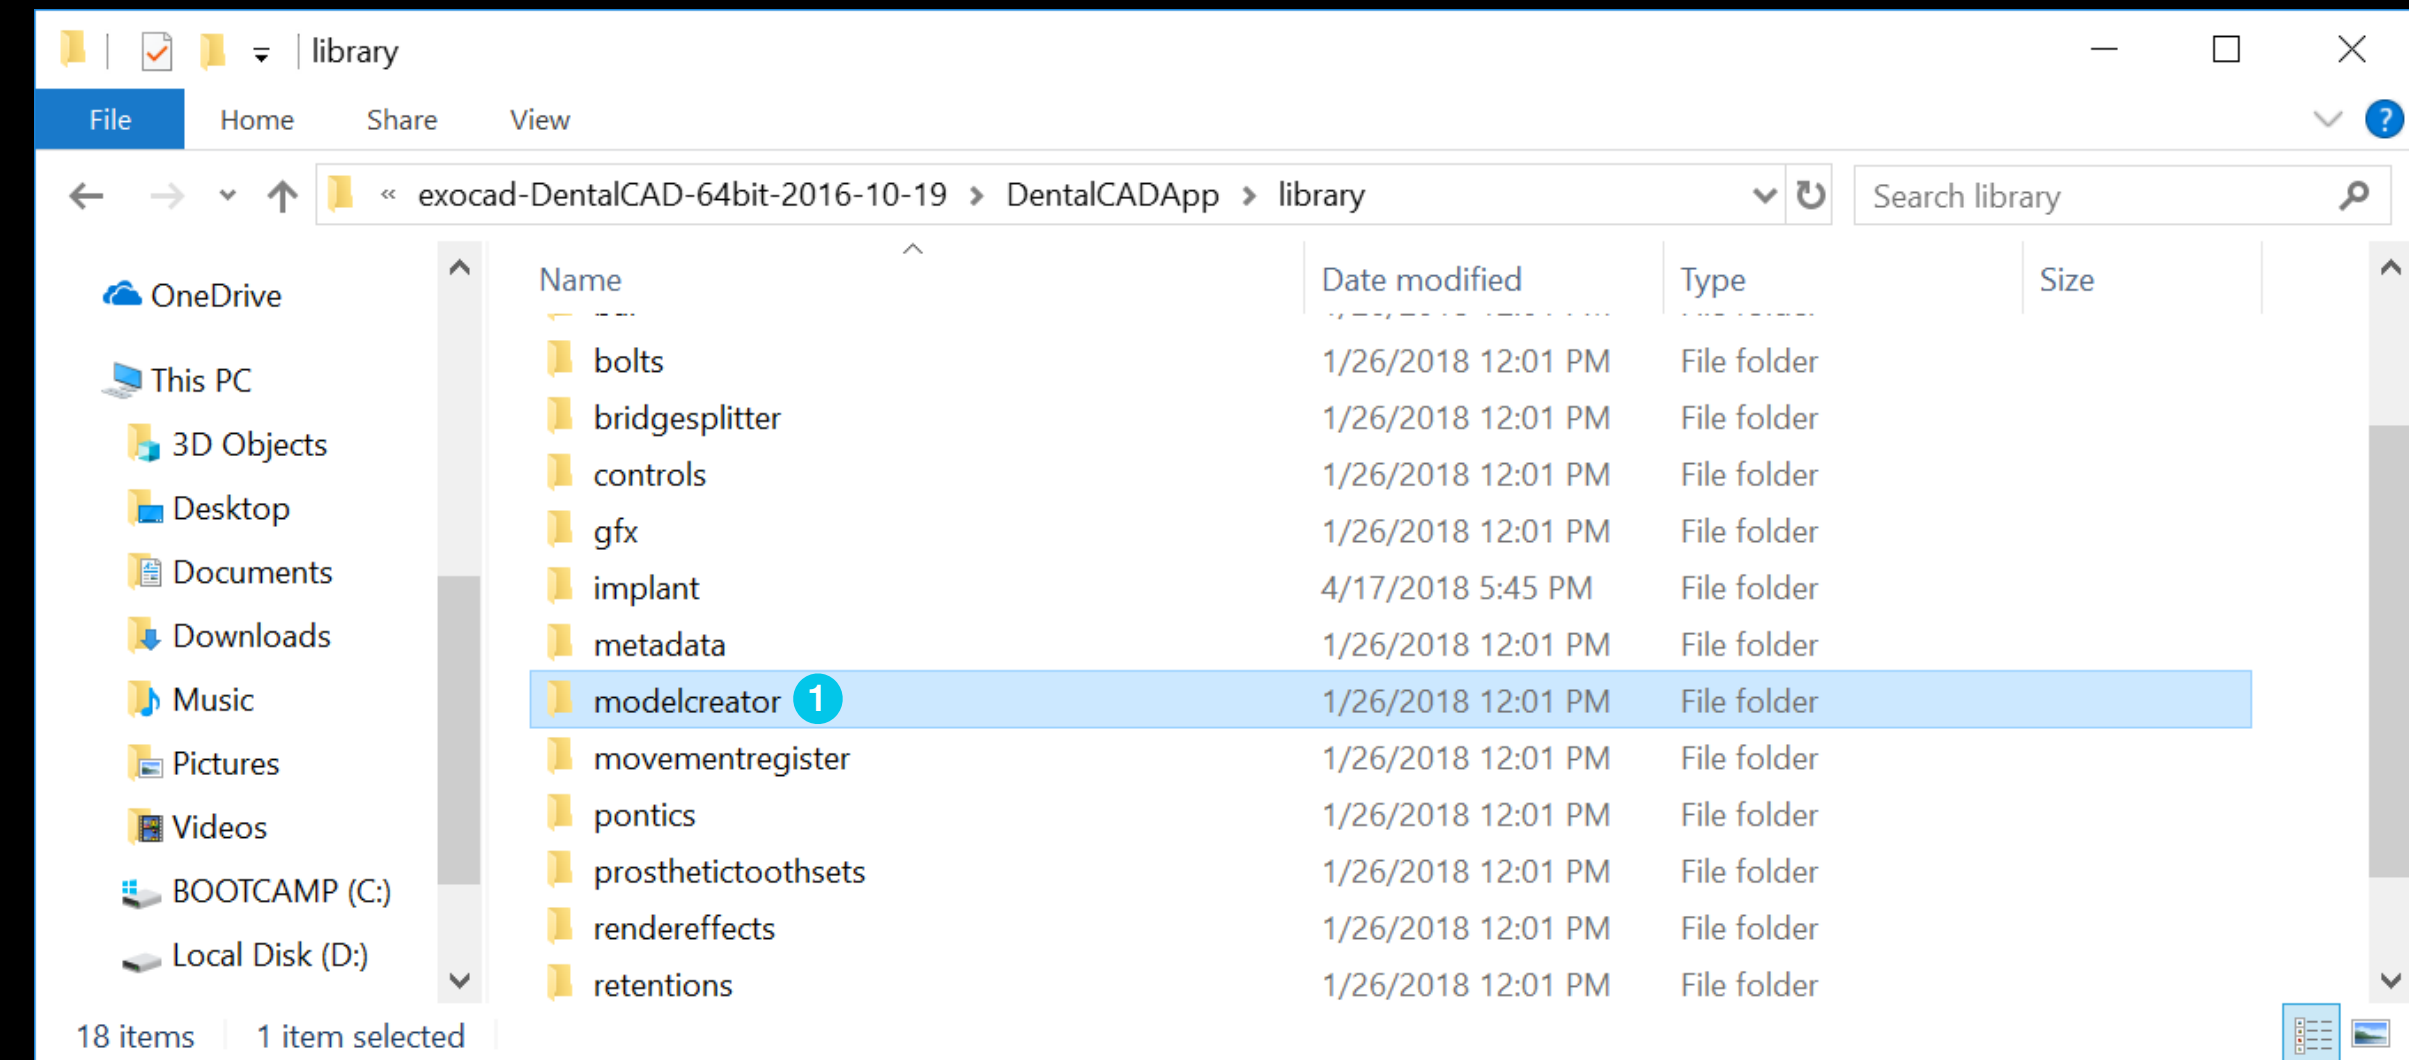 library
File Home Share View
« exocad-DentalCAD-64bit-2016-10-19 > DentalCADApp > library
Search library
Name Date modified Type Size
OneDrive
This PC
3D Objects
Desktop
Documents
Downloads
Music
Pictures
Videos
BOOTCAMP (C:)
Local Disk (D:)
bolts 1/26/2018 12:01 PM File folder
bridgesplitter 1/26/2018 12:01 PM File folder
controls 1/26/2018 12:01 PM File folder
gfx 1/26/2018 12:01 PM File folder
implant 4/17/2018 5:45 PM File folder
metadata 1/26/2018 12:01 PM File folder
modelcreator 1 1/26/2018 12:01 PM File folder
movementregister 1/26/2018 12:01 PM File folder
pontics 1/26/2018 12:01 PM File folder
prosthetictoothsets 1/26/2018 12:01 PM File folder
rendereffects 1/26/2018 12:01 PM File folder
retentions 1/26/2018 12:01 PM File folder
18 items 1 item selected